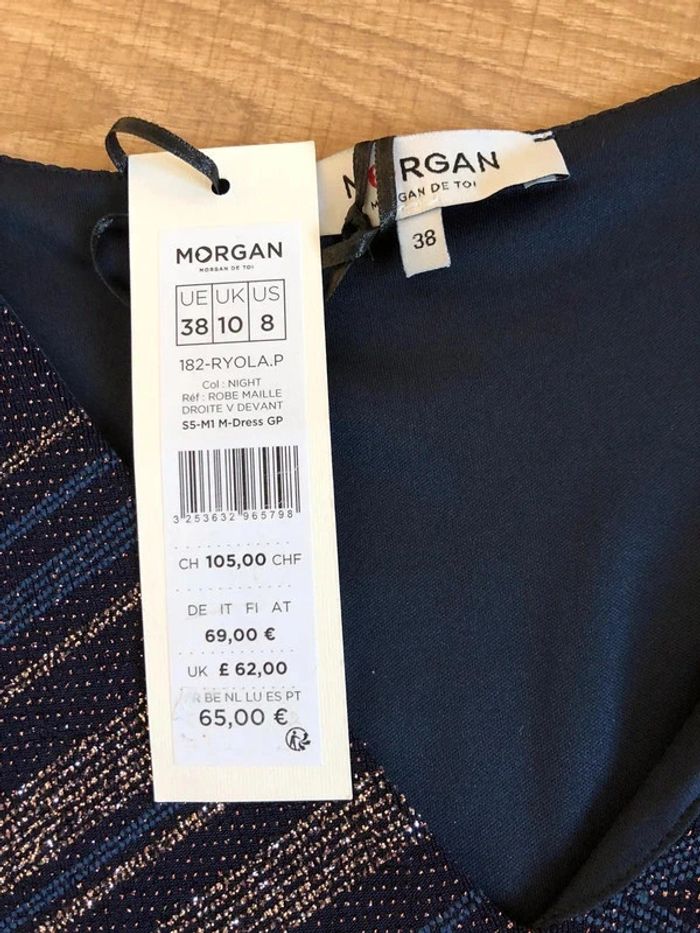 MORGAN
MORGAN DE TOI
38
MORGAN
MORGAN DE TOI
UE UK US
38 10 8
182-RYOLA.P
Col : NIGHT
Réf : ROBE MAILLE
DROITE V DEVANT
S5-M1 M-Dress GP
3 253632 965798
CH 105,00 CHF
DE IT FI AT
69,00 €
UK £ 62,00
FR BE NL LU ES PT
65,00 €